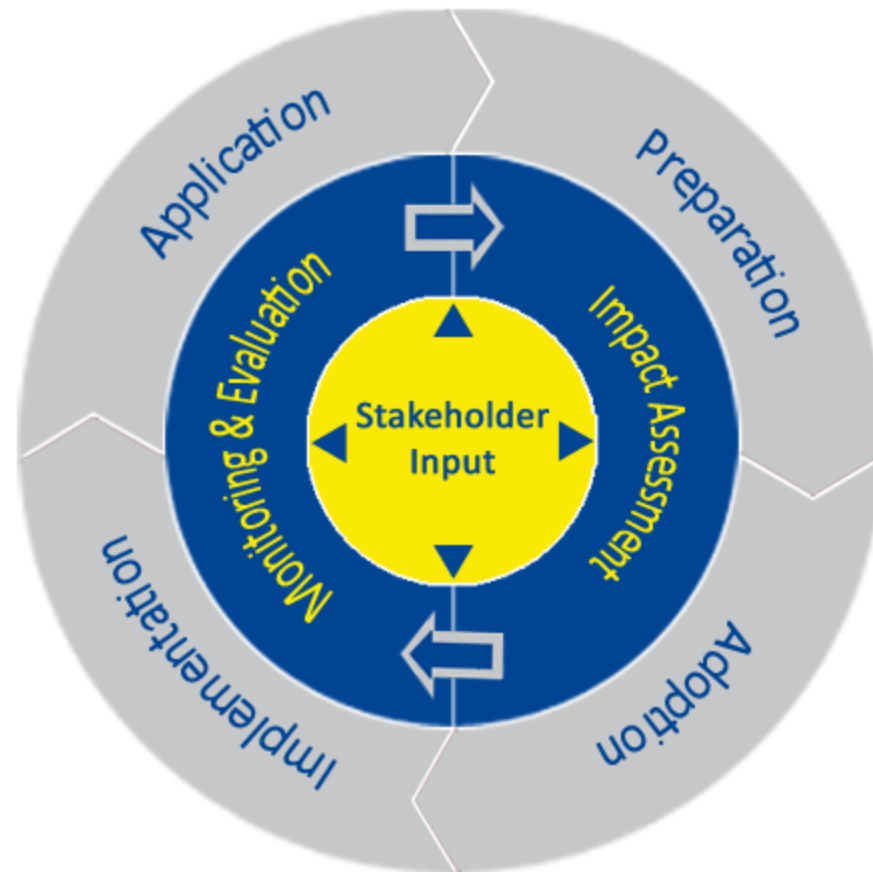 Application
Preparation
Monitoring & Evaluation
Impact Assessment
Stakeholder
Input
Implementation
Adoption